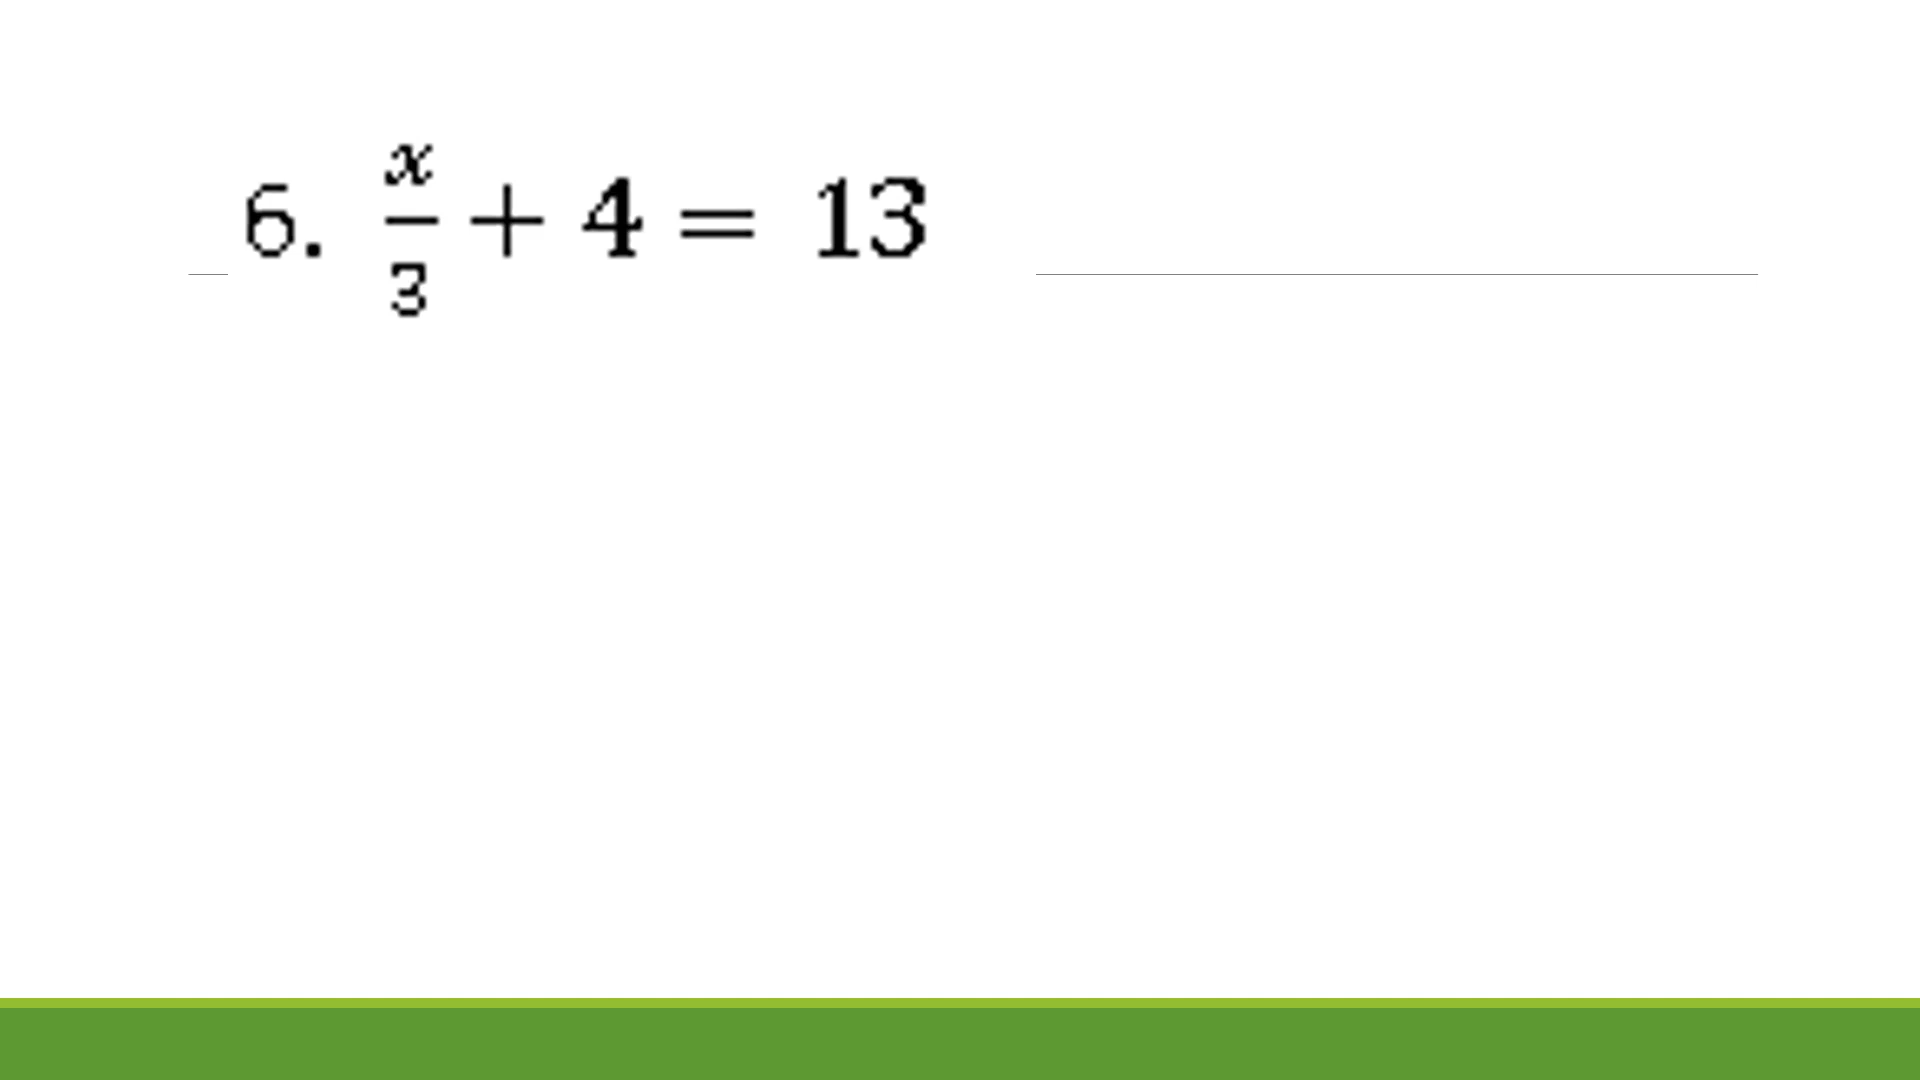 6. x/3 + 4 = 13